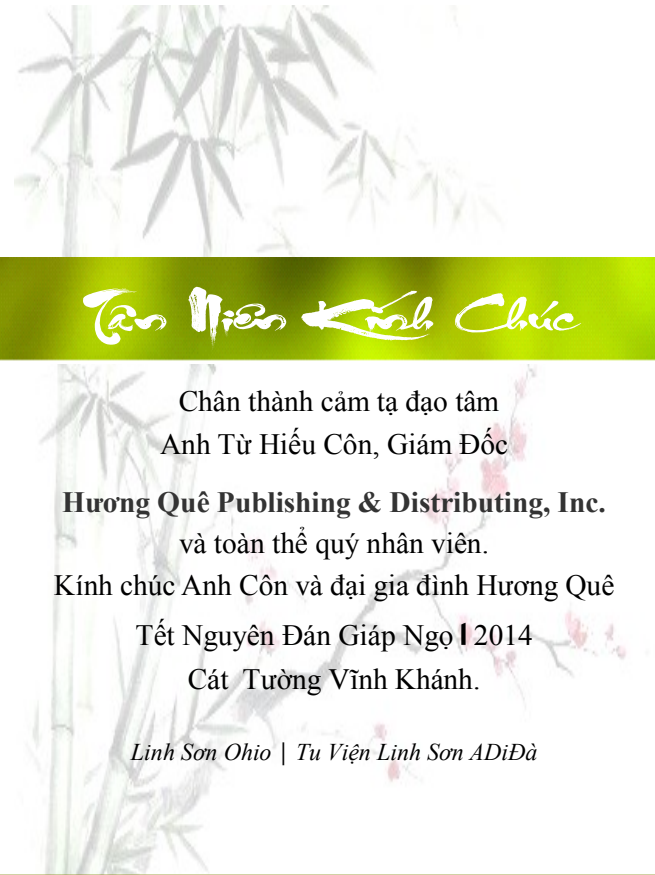 Tân Niên Kính Chúc
Chân thành cảm tạ đạo tâm
Anh Từ Hiếu Côn, Giám Đốc
Hương Quê Publishing & Distributing, Inc.
và toàn thể quý nhân viên.
Kính chúc Anh Côn và đại gia đình Hương Quê
Tết Nguyên Đán Giáp Ngọ | 2014
Cát Tường Vĩnh Khánh.
Linh Sơn Ohio | Tu Viện Linh Sơn ADiĐà